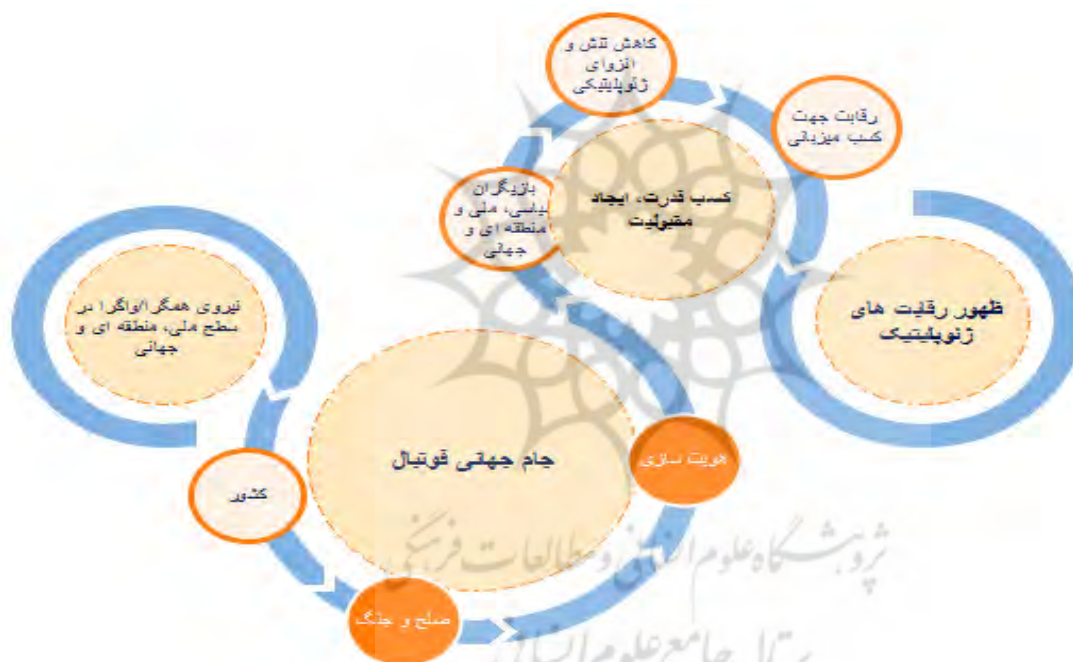 کاهش تنش و
انزوای
ژئوپلیتیکی
رقابت جهت
کسب میزبانی
بازیگران
سیاسی، ملی و
منطقه ای و
جهانی
کسب قدرت، ایجاد
مقبولیت
ظهور رقابت های
ژئوپلیتیک
نیروی همگرا/واگرا در
سطح ملی، منطقه ای و
جهانی
جام جهانی فوتبال
هویت سازی
کشور
صلح و جنگ
پژوهشگاه علوم انسانی و مطالعات فرهنگی
پرتال جامع علوم انسانی